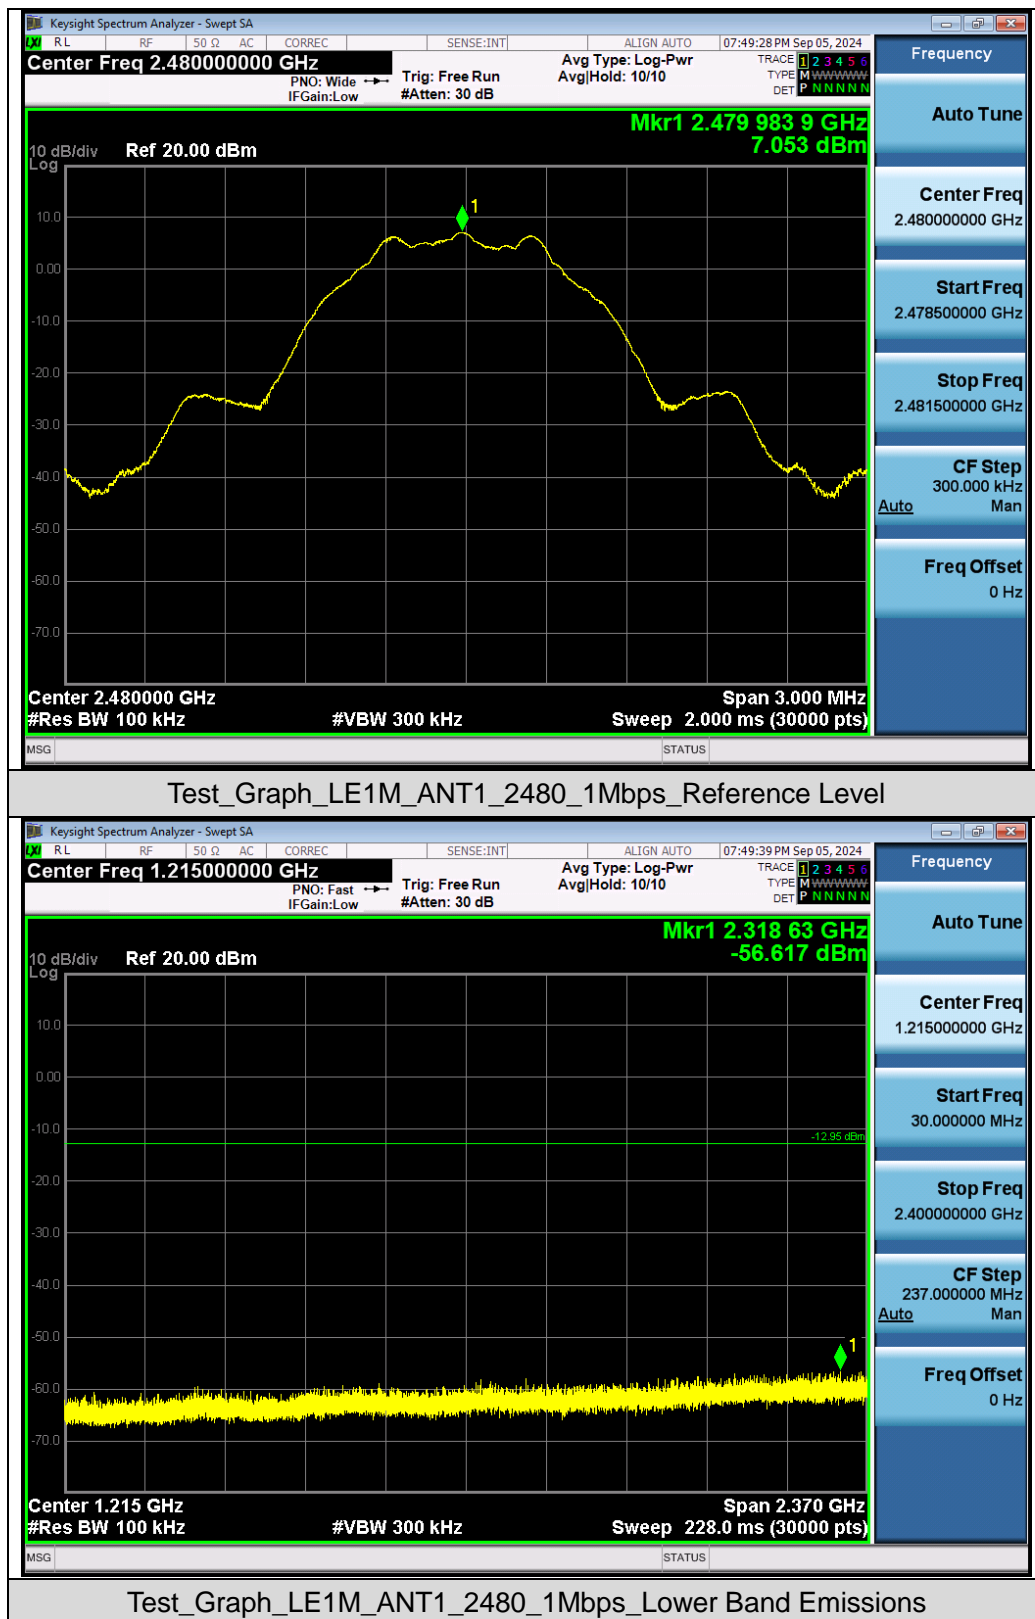 Keysight Spectrum Analyzer - Swept SA
LXI RL RF 50 Ω AC CORREC SENSE:INT ALIGN AUTO 07:49:28 PM Sep 05, 2024
Center Freq 2.480000000 GHz
PNO: Wide
IFGain:Low
Trig: Free Run
#Atten: 30 dB
Avg Type: Log-Pwr
Avg|Hold: 10/10
TRACE 1 2 3 4 5 6
TYPE M WWWWW
DET P N N N N N
Mkr1 2.479 983 9 GHz
7.053 dBm
10 dB/div
Log
Ref 20.00 dBm
1
10.0
0.00
-10.0
-20.0
-30.0
-40.0
-50.0
-60.0
-70.0
Center 2.480000 GHz
Span 3.000 MHz
#Res BW 100 kHz
#VBW 300 kHz
Sweep 2.000 ms (30000 pts)
MSG
STATUS
Frequency
Auto Tune
Center Freq
2.480000000 GHz
Start Freq
2.478500000 GHz
Stop Freq
2.481500000 GHz
CF Step
300.000 kHz
Auto Man
Freq Offset
0 Hz
Test_Graph_LE1M_ANT1_2480_1Mbps_Reference Level
Keysight Spectrum Analyzer - Swept SA
LXI RL RF 50 Ω AC CORREC SENSE:INT ALIGN AUTO 07:49:39 PM Sep 05, 2024
Center Freq 1.215000000 GHz
PNO: Fast
IFGain:Low
Trig: Free Run
#Atten: 30 dB
Avg Type: Log-Pwr
Avg|Hold: 10/10
TRACE 1 2 3 4 5 6
TYPE M WWWWW
DET P N N N N N
Mkr1 2.318 63 GHz
-56.617 dBm
10 dB/div
Log
Ref 20.00 dBm
10.0
0.00
-10.0
-12.95 dBm
-20.0
-30.0
-40.0
-50.0
1
-60.0
-70.0
Center 1.215 GHz
Span 2.370 GHz
#Res BW 100 kHz
#VBW 300 kHz
Sweep 228.0 ms (30000 pts)
MSG
STATUS
Frequency
Auto Tune
Center Freq
1.215000000 GHz
Start Freq
30.000000 MHz
Stop Freq
2.400000000 GHz
CF Step
237.000000 MHz
Auto Man
Freq Offset
0 Hz
Test_Graph_LE1M_ANT1_2480_1Mbps_Lower Band Emissions